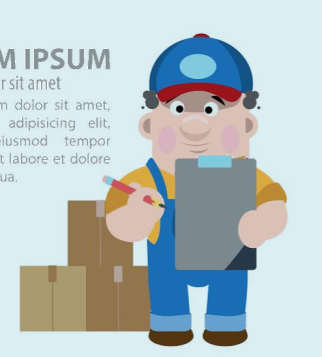 M IPSUM
r sit amet
m dolor sit amet,
adipisicing elit,
eiusmod tempor
t labore et dolore
ua.